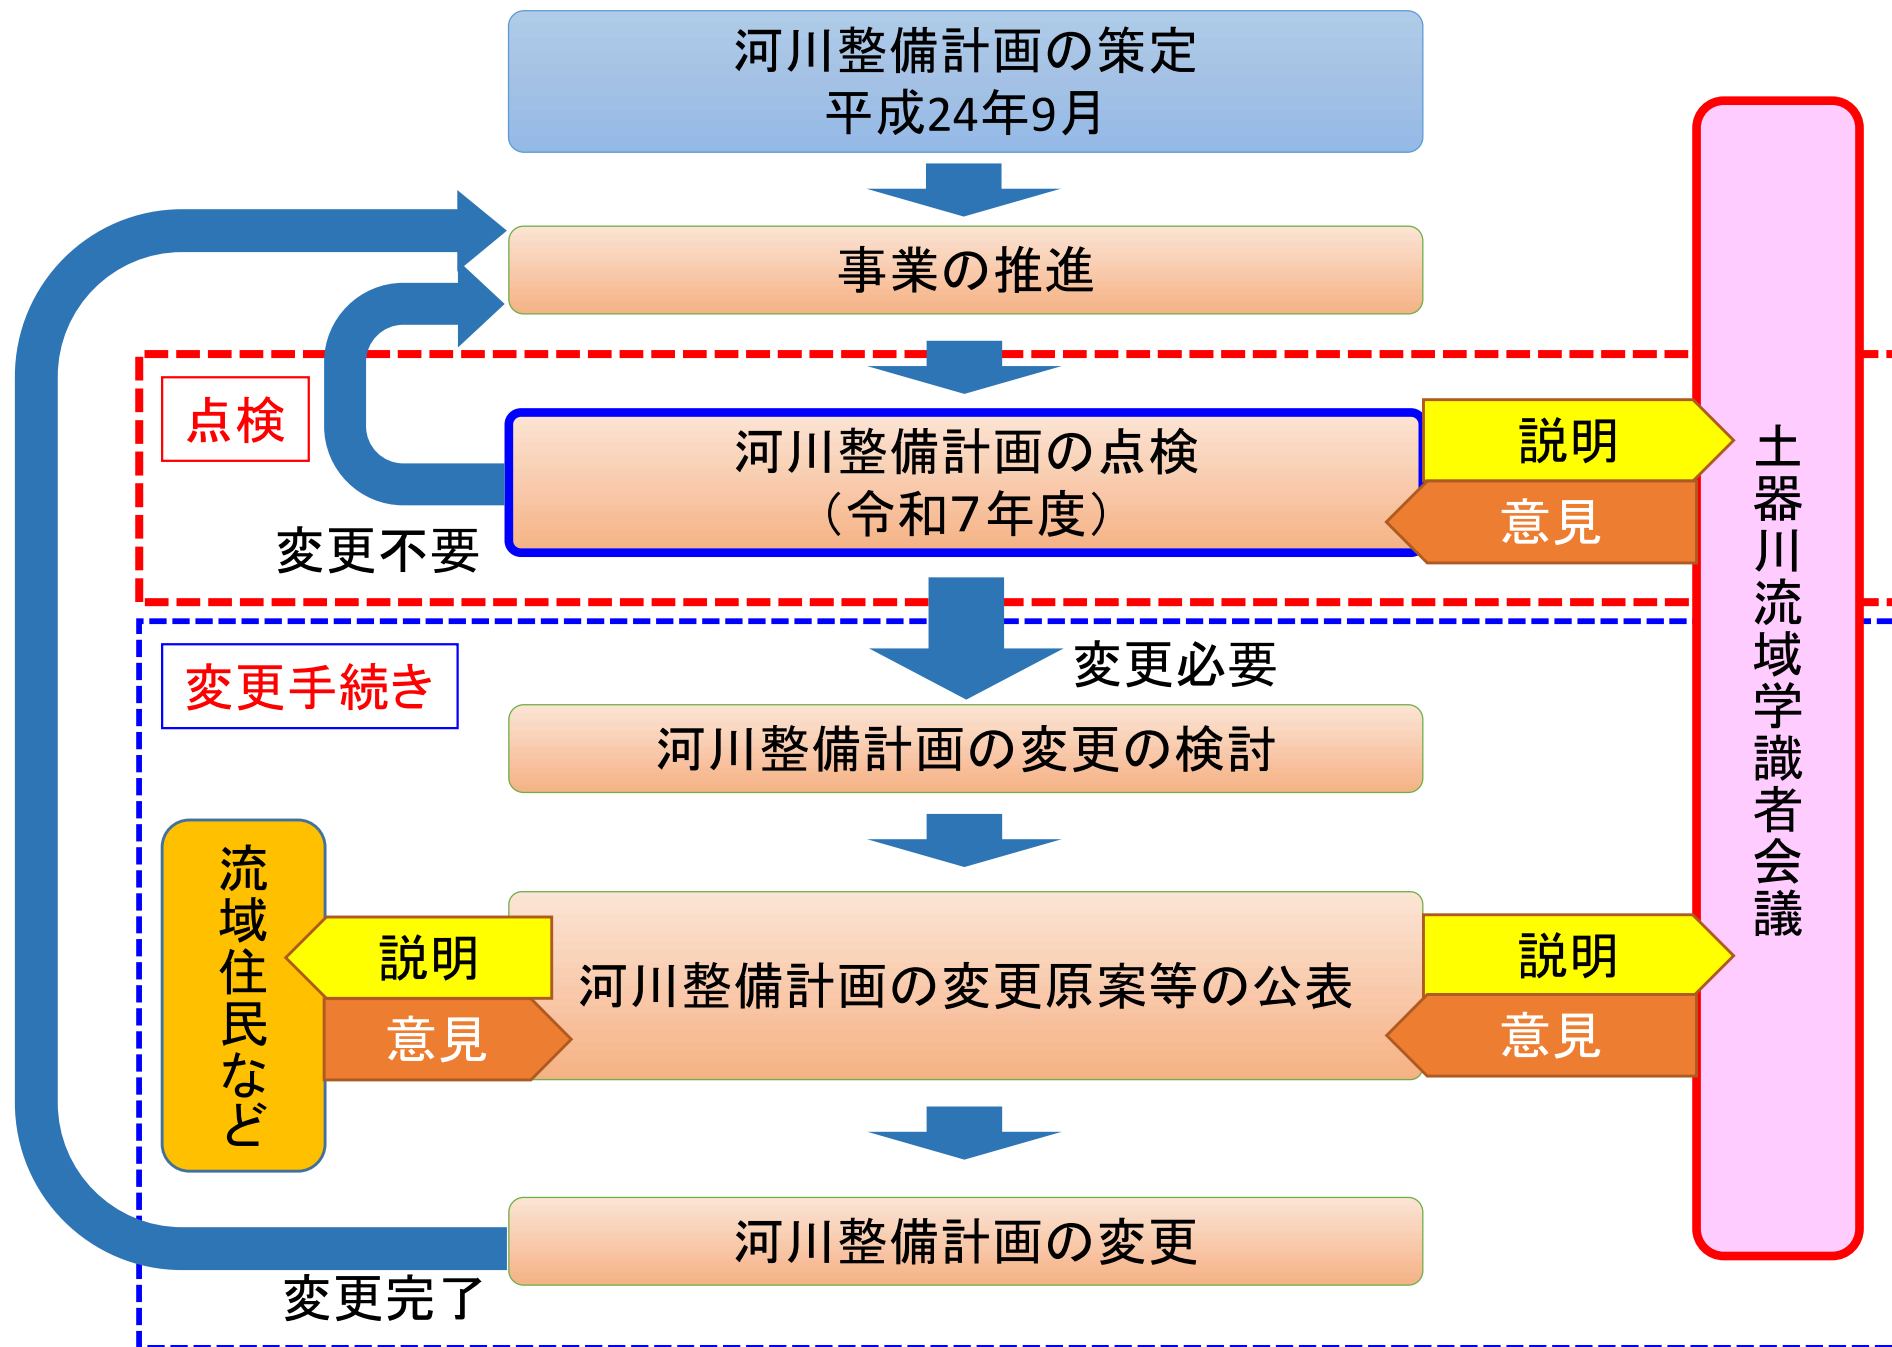 河川整備計画の策定
平成24年9月
事業の推進
点検
河川整備計画の点検
（令和7年度）
説明
意見
変更不要
土器川流域学識者会議
変更必要
変更手続き
河川整備計画の変更の検討
流域住民など
説明
意見
河川整備計画の変更原案等の公表
説明
意見
河川整備計画の変更
変更完了